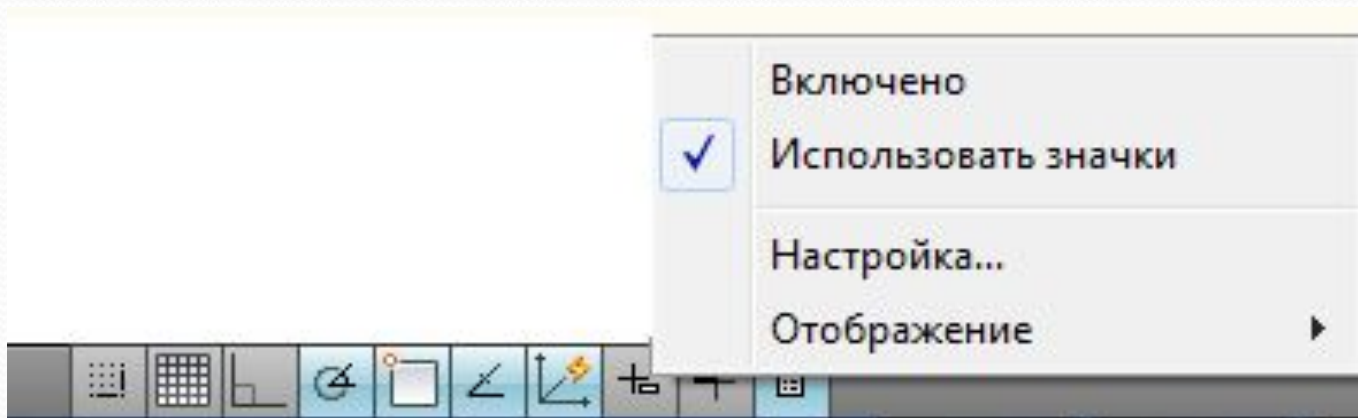 Включено
Использовать значки
Настройка...
Отображение